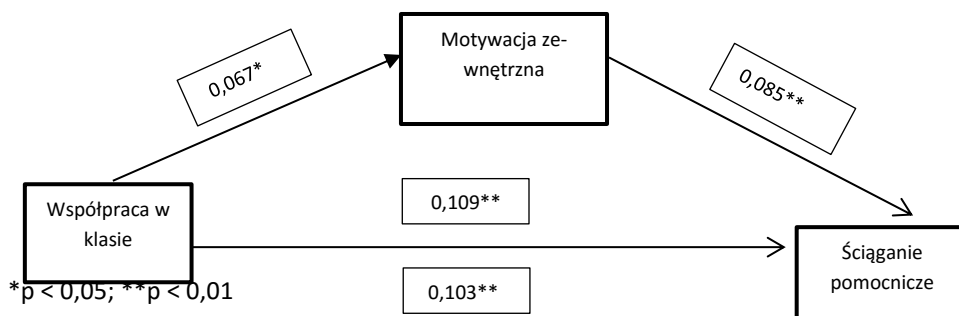 Motywacja ze-
wnętrzna
0,067*
0,085**
0,109**
Współpraca w
klasie
Ściąganie
pomocnicze
*p < 0,05; **p < 0,01
0,103**